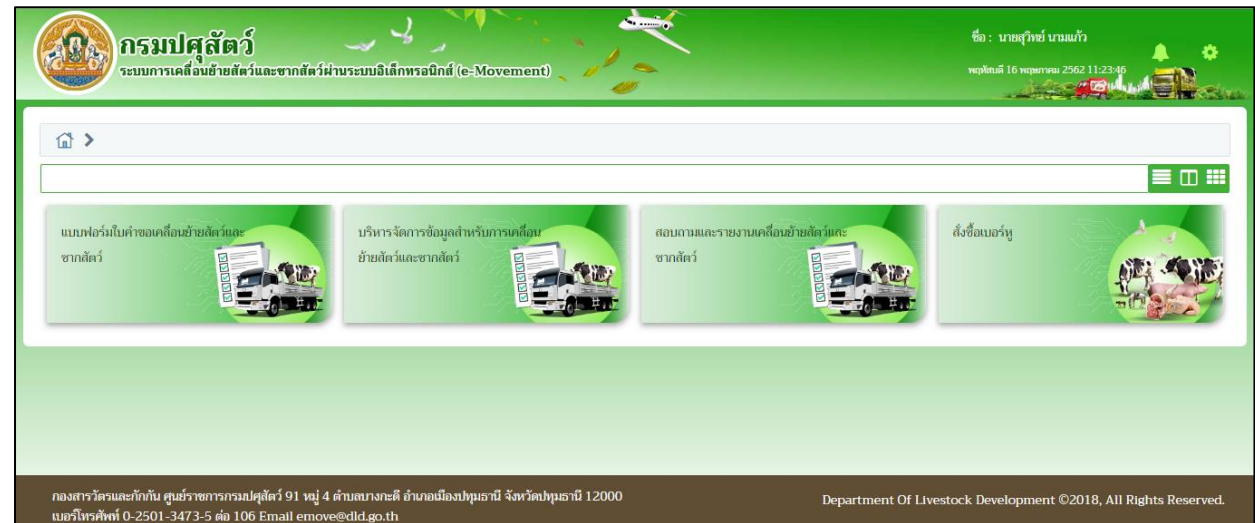 กรมปศุสัตว์
ระบบการเคลื่อนย้ายสัตว์และซากสัตว์ผ่านระบบอิเล็กทรอนิกส์ (e-Movement)
ชื่อ : นายสุวิทย์ นามแก้ว
พฤหัสบดี 16 พฤษภาคม 2562 11:23:46
แบบฟอร์มใบคำขอเคลื่อนย้ายสัตว์และ
ซากสัตว์
บริหารจัดการข้อมูลสำหรับการเคลื่อน
ย้ายสัตว์และซากสัตว์
สอบถามและรายงานเคลื่อนย้ายสัตว์และ
ซากสัตว์
สั่งซื้อเบอร์หู
กองสารวัตรและกักกัน ศูนย์ราชการกรมปศุสัตว์ 91 หมู่ 4 ตำบลบางกะดี อำเภอเมืองปทุมธานี จังหวัดปทุมธานี 12000
เบอร์โทรศัพท์ 0-2501-3473-5 ต่อ 106 Email emove@dld.go.th
Department Of Livestock Development ©2018, All Rights Reserved.